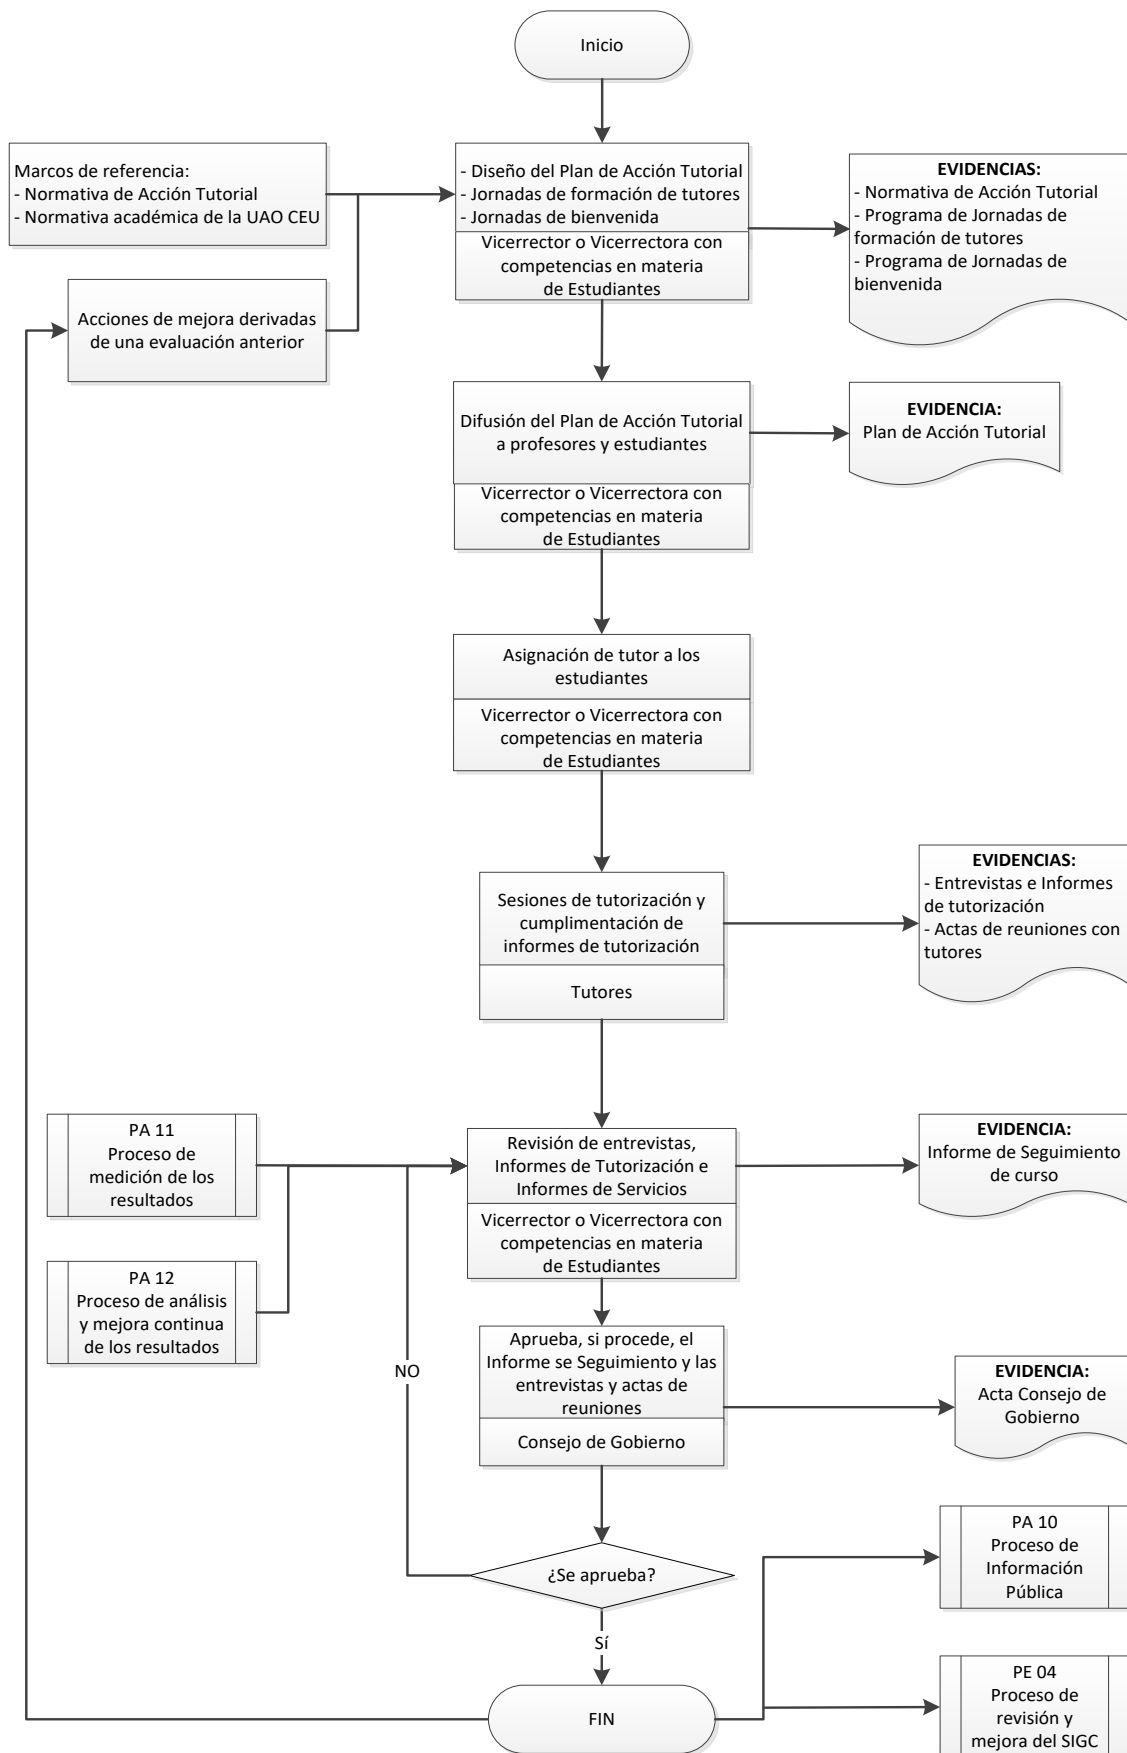 Inicio
Marcos de referencia:
- Normativa de Acción Tutorial
- Normativa académica de la UAO CEU
- Diseño del Plan de Acción Tutorial
- Jornadas de formación de tutores
- Jornadas de bienvenida
Vicerrector o Vicerrectora con
competencias en materia
de Estudiantes
EVIDENCIAS:
- Normativa de Acción Tutorial
- Programa de Jornadas de
formación de tutores
- Programa de Jornadas de
bienvenida
Acciones de mejora derivadas
de una evaluación anterior
Difusión del Plan de Acción Tutorial
a profesores y estudiantes
Vicerrector o Vicerrectora con
competencias en materia
de Estudiantes
EVIDENCIA:
Plan de Acción Tutorial
Asignación de tutor a los
estudiantes
Vicerrector o Vicerrectora con
competencias en materia
de Estudiantes
Sesiones de tutorización y
cumplimentación de
informes de tutorización
Tutores
EVIDENCIAS:
- Entrevistas e Informes
de tutorización
- Actas de reuniones con
tutores
PA 11
Proceso de
medición de los
resultados
Revisión de entrevistas,
Informes de Tutorización e
Informes de Servicios
Vicerrector o Vicerrectora con
competencias en materia
de Estudiantes
EVIDENCIA:
Informe de Seguimiento
de curso
PA 12
Proceso de análisis
y mejora continua
de los resultados
Aprueba, si procede, el
Informe se Seguimiento y las
entrevistas y actas de
reuniones
Consejo de Gobierno
EVIDENCIA:
Acta Consejo de
Gobierno
NO
¿Se aprueba?
PA 10
Proceso de
Información
Pública
Sí
FIN
PE 04
Proceso de
revisión y
mejora del SIGC